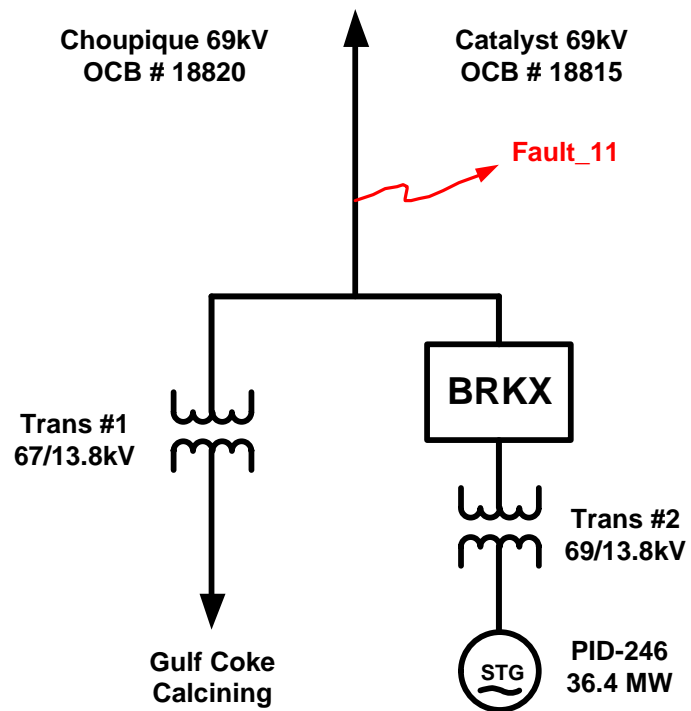 Choupique 69kV
OCB # 18820
Catalyst 69kV
OCB # 18815
Fault_11
BRKX
Trans #1
67/13.8kV
Trans #2
69/13.8kV
Gulf Coke
Calcining
STG
PID-246
36.4 MW